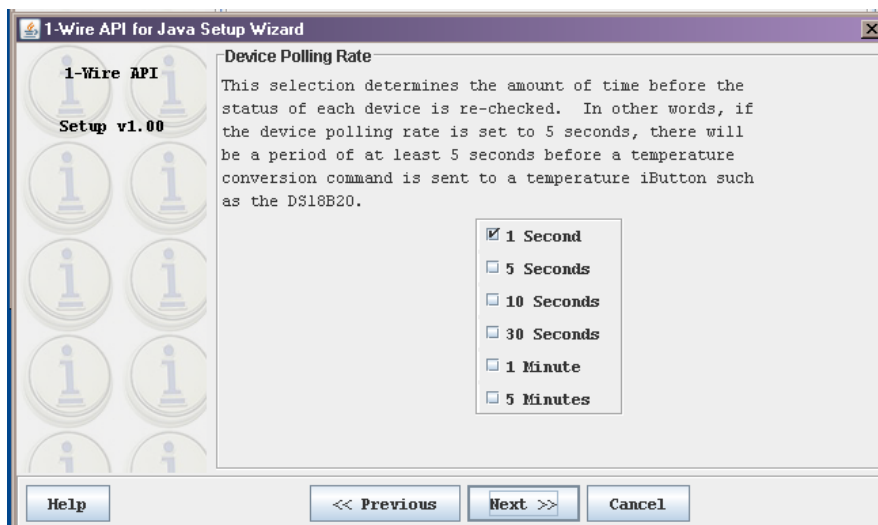 1-Wire API for Java Setup Wizard
1-Wire API
Setup v1.00
Device Polling Rate
This selection determines the amount of time before the
status of each device is re-checked. In other words, if
the device polling rate is set to 5 seconds, there will
be a period of at least 5 seconds before a temperature
conversion command is sent to a temperature iButton such
as the DS18B20.
1 Second
5 Seconds
10 Seconds
30 Seconds
1 Minute
5 Minutes
Help
<< Previous
Next >>
Cancel